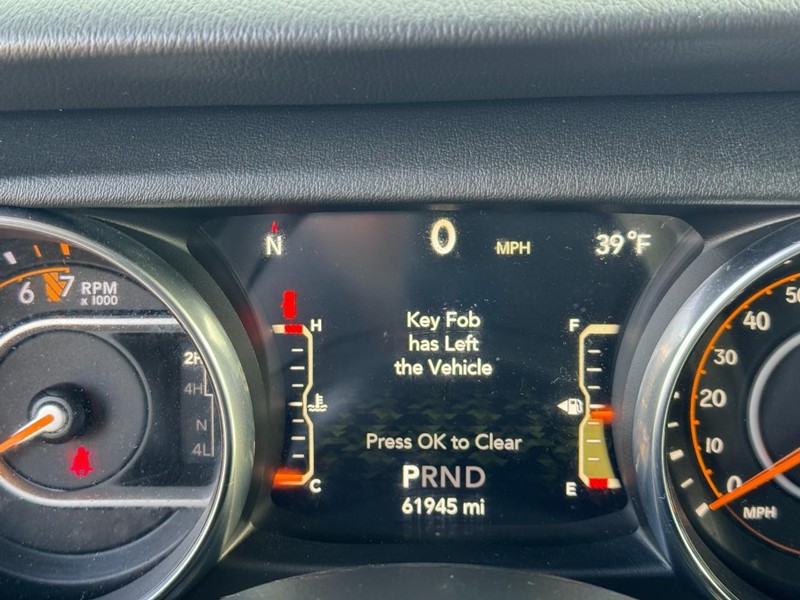 N
0 MPH
39°F
6 7 RPM
x 1000
2H
4H
N
4L
H
C
Key Fob
has Left
the Vehicle
Press OK to Clear
PRND
61945 mi
F
E
50
40
30
20
10
0
MPH